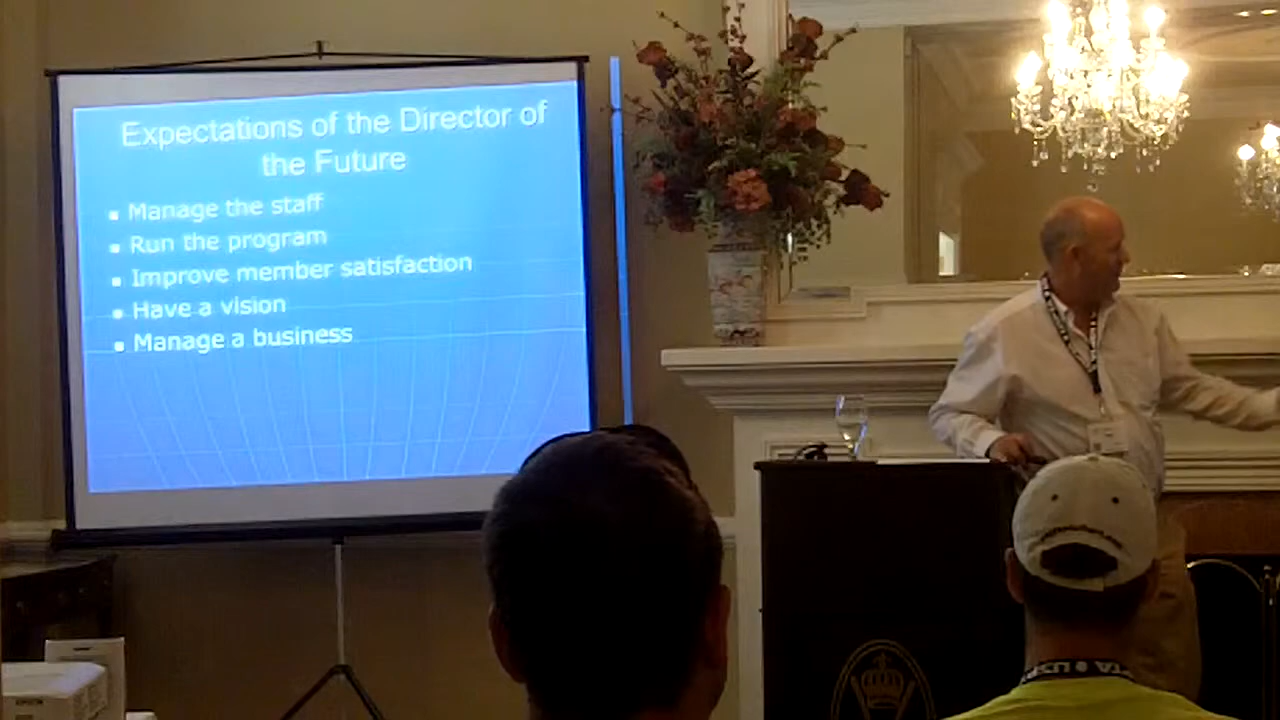 Expectations of the Director of
the Future
Manage the staff
Run the program
Improve member satisfaction
Have a vision
Manage a business
EPSON